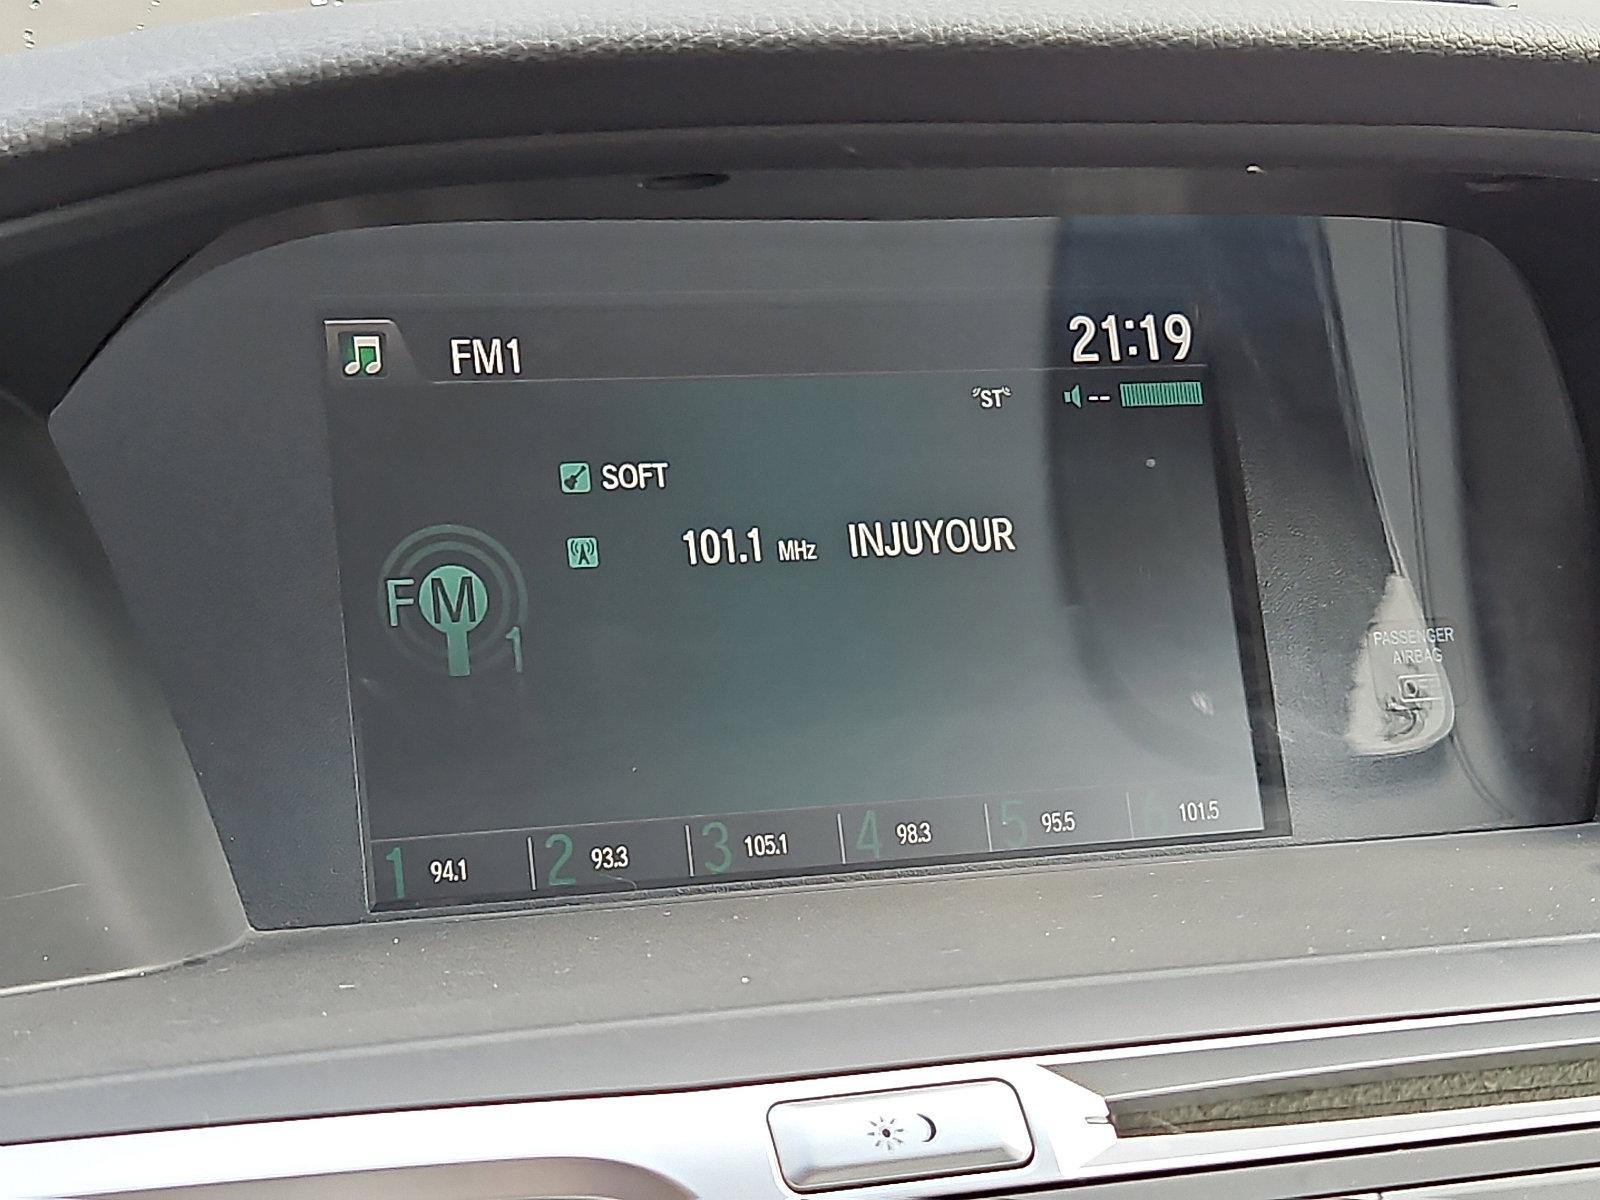 FM1
21:19
ST
--
SOFT
101.1 MHz INJUYOUR
FM
1
PASSENGER
AIRBAG
OFF
1 94.1 2 93.3 3 105.1 4 98.3 5 95.5 6 101.5